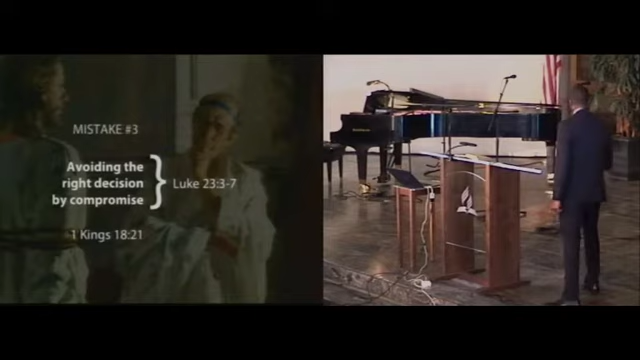 MISTAKE #3
Avoiding the
right decision
by compromise
Luke 23:3-7
1 Kings 18:21